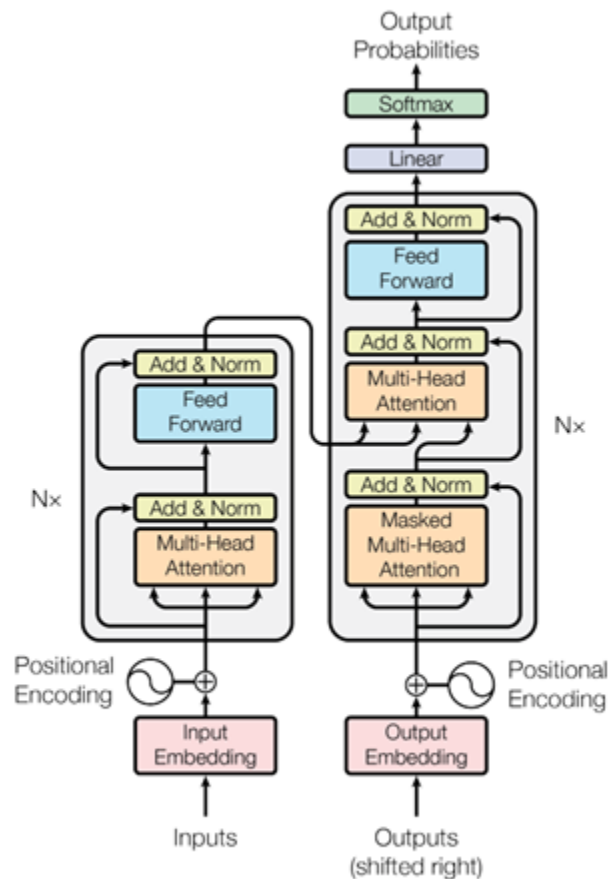 Output
Probabilities
Softmax
Linear
Add & Norm
Feed
Forward
Add & Norm
Multi-Head
Attention
Add & Norm
Masked
Multi-Head
Attention
N×
Positional
Encoding
Output
Embedding
Outputs
(shifted right)
Add & Norm
Feed
Forward
Add & Norm
Multi-Head
Attention
N×
Positional
Encoding
Input
Embedding
Inputs